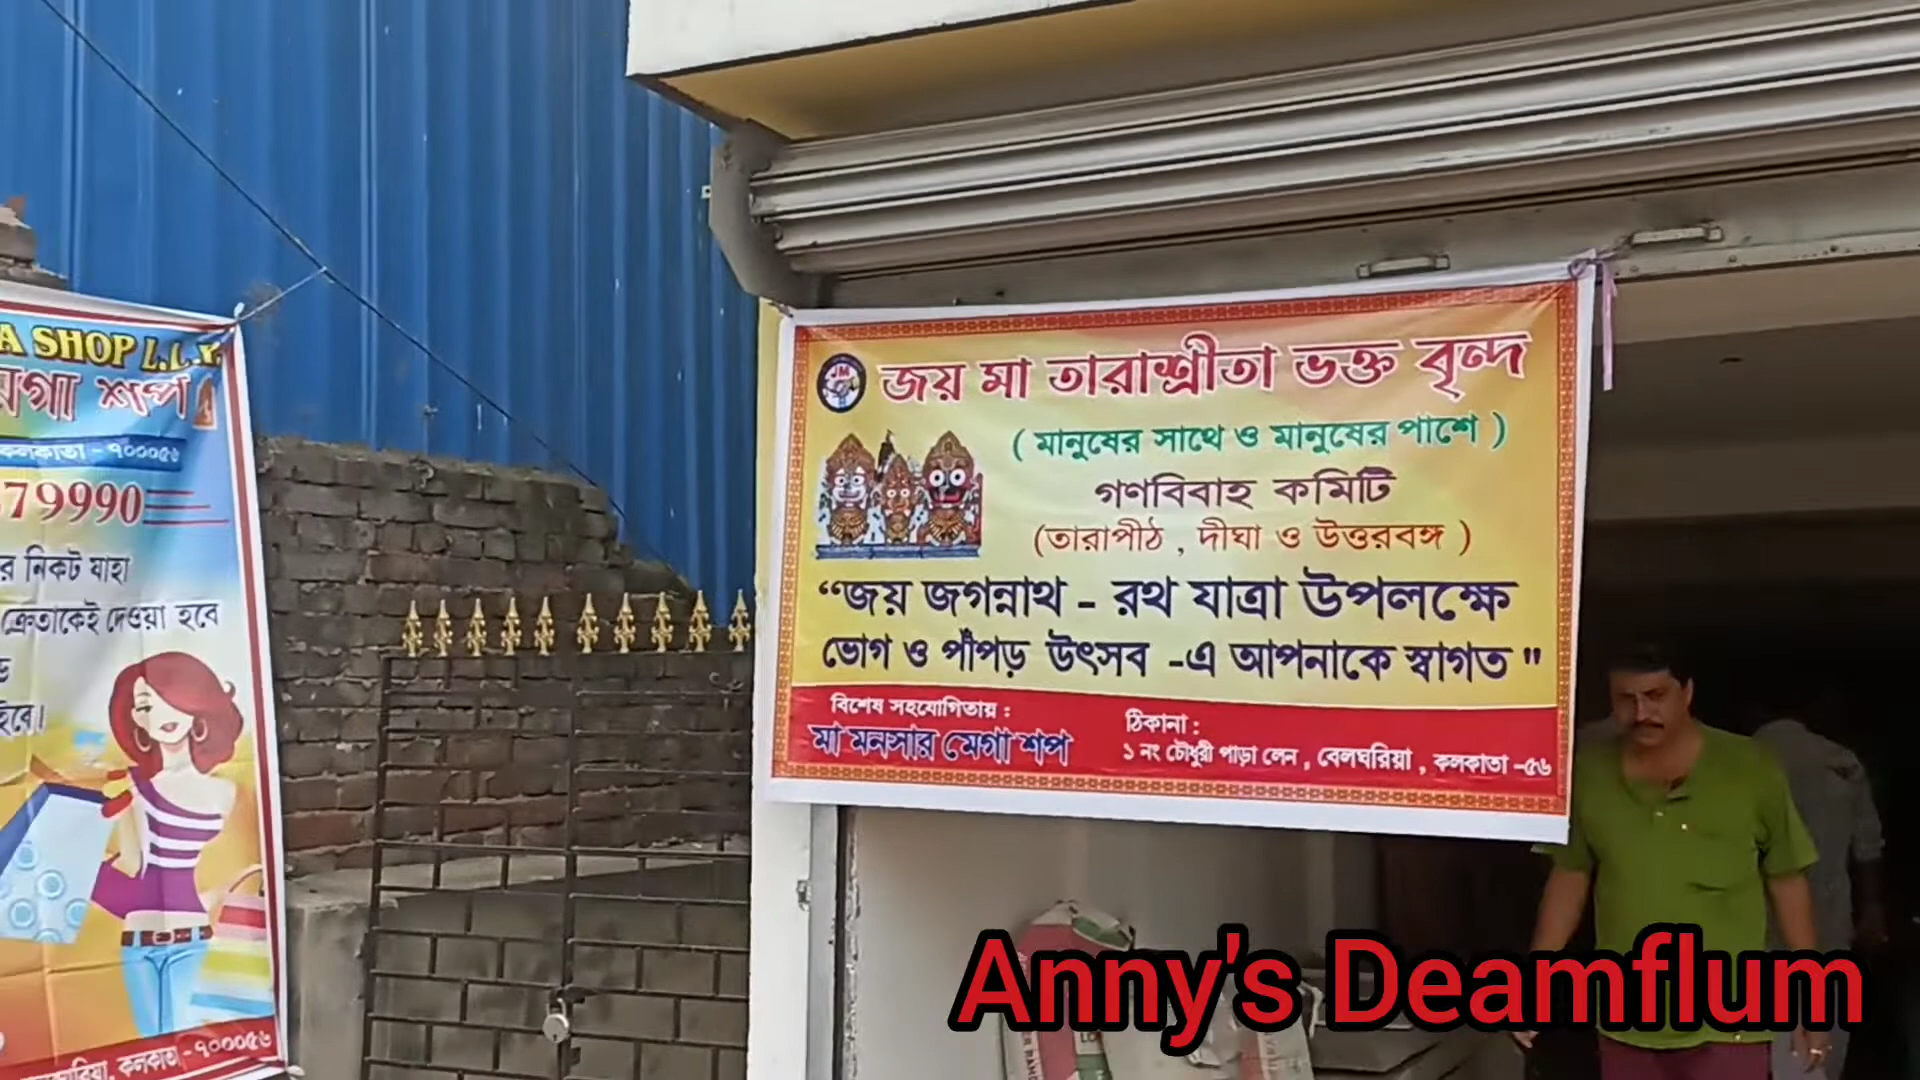 A SHOP L.L.P.
মেগা শপ
কলকাতা - ৭০০০৫৬
79990
র নিকট যাহা
ক্রেতাকেই দেওয়া হবে
কলকাতা - ৭০০০৫৬
JM
জয় মা তারাশ্রীতা ভক্ত বৃন্দ
( মানুষের সাথে ও মানুষের পাশে )
গণবিবাহ কমিটি
(তারাপীঠ , দীঘা ও উত্তরবঙ্গ )
“জয় জগন্নাথ - রথ যাত্রা উপলক্ষে
ভোগ ও পাঁপড় উৎসব -এ আপনাকে স্বাগত "
বিশেষ সহযোগিতায় :
মা মনসার মেগা শপ
ঠিকানা :
১ নং চৌধুরী পাড়া লেন , বেলঘরিয়া , কলকাতা -৫৬
Anny's Deamflum